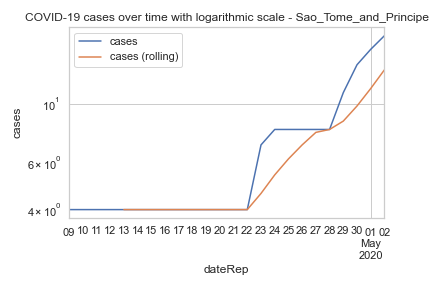 COVID-19 cases over time with logarithmic scale - Sao_Tome_and_Principe
cases
cases (rolling)
cases
10¹
6 × 10⁰
4 × 10⁰
09 10 11 12 13 14 15 16 17 18 19 20 21 22 23 24 25 26 27 28 29 30 01 02
May
2020
dateRep